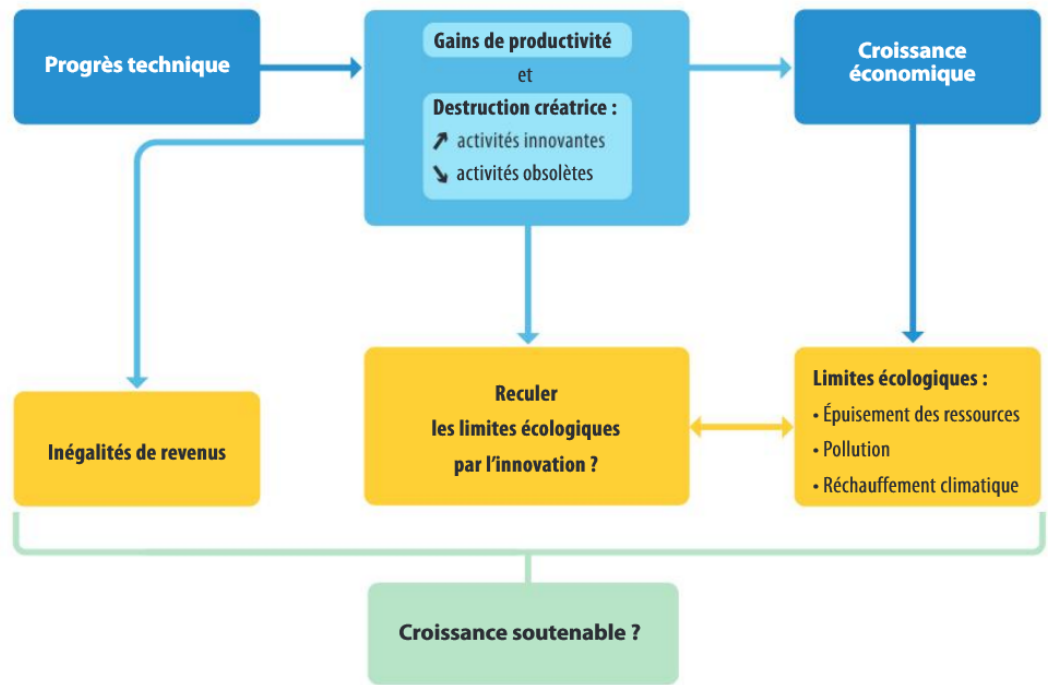 Progrès technique
Gains de productivité
et
Destruction créatrice :
↗ activités innovantes
↘ activités obsolètes
Croissance
économique
Inégalités de revenus
Reculer
les limites écologiques
par l'innovation ?
Limites écologiques :
• Épuisement des ressources
• Pollution
• Réchauffement climatique
Croissance soutenable ?